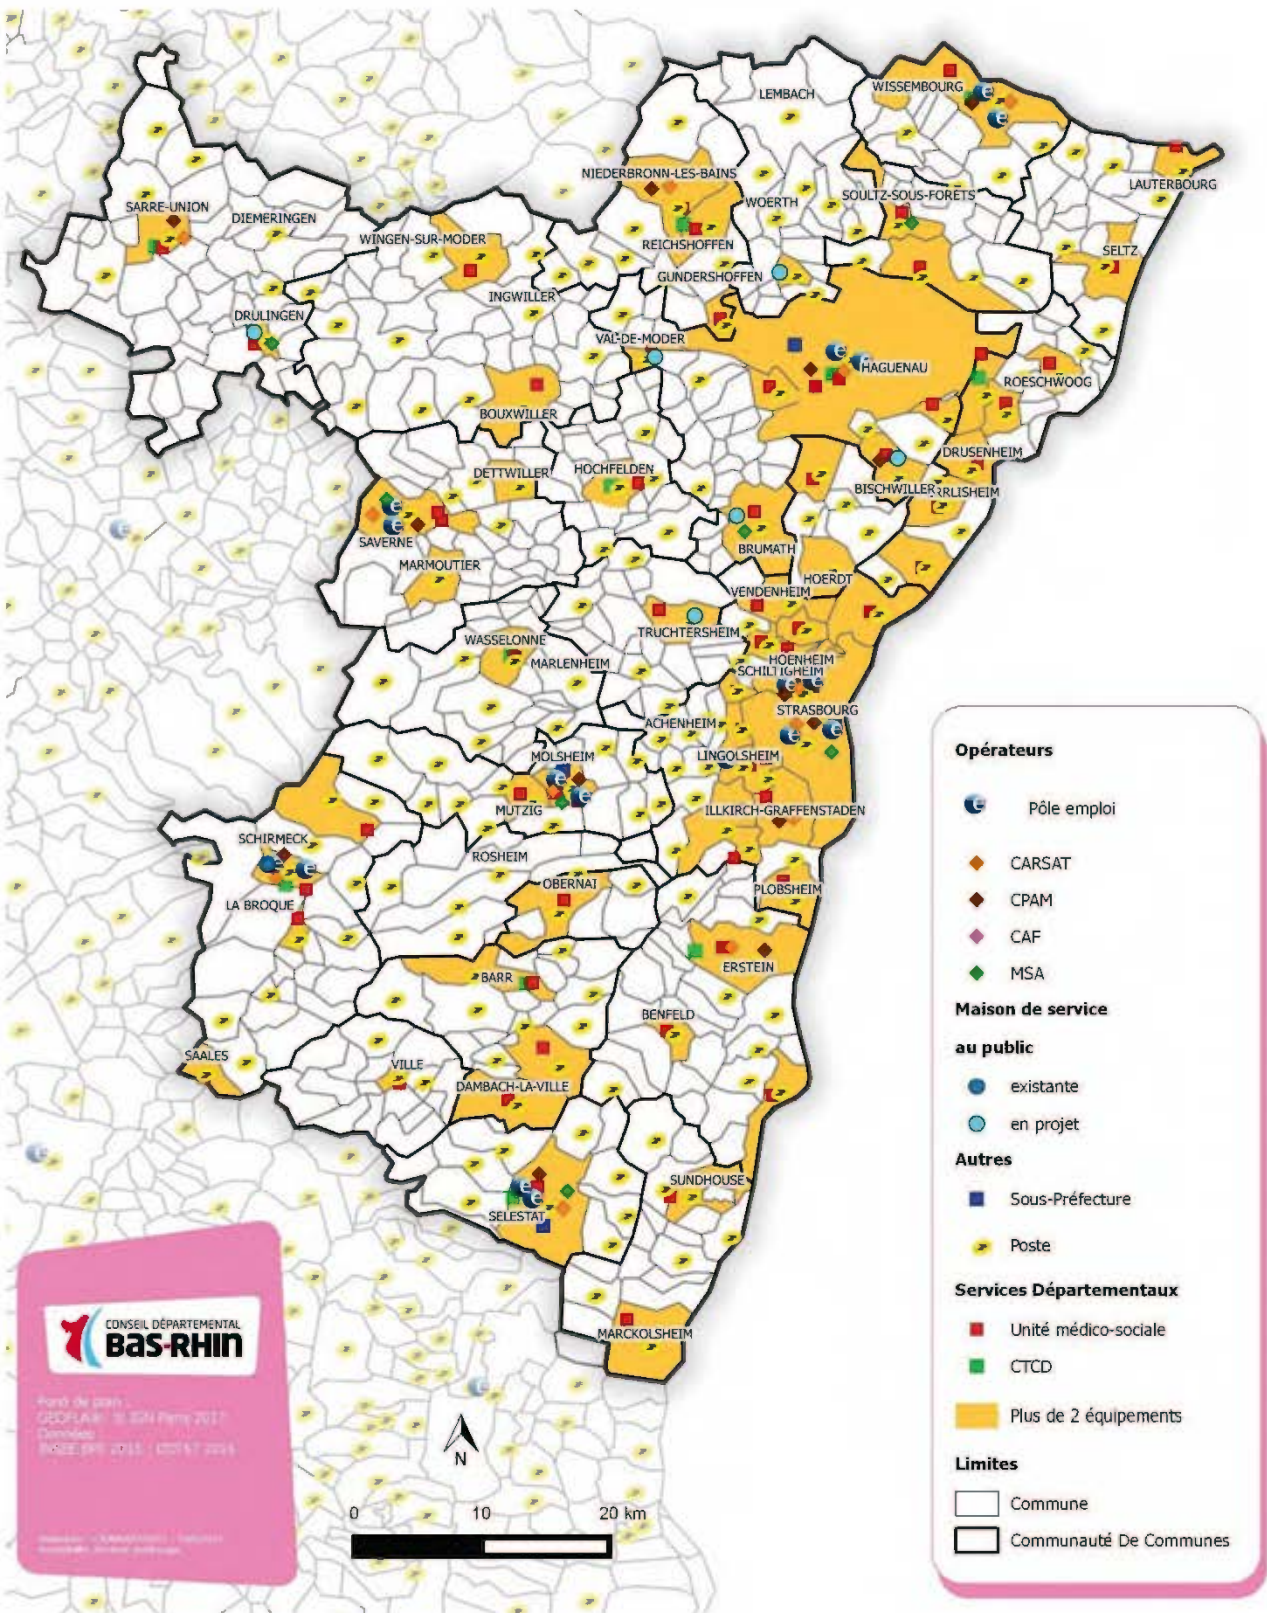 LEMBACH
WISSEMBOURG
NIEDERBRONN-LES-BAINS
LAUTERBOURG
SARRE-UNION
DIEMERINGEN
WOERTH
SOULTZ-SOUS-FORETS
WINGEN-SUR-MODER
REICHSHOFFEN
SELTZ
GUNDERSHOFFEN
INGWILLER
DRULINGEN
VAL-DE-MODER
HAGUENAU
ROESCHWOOG
BOUXWILLER
DRUSENHEIM
DETTWILLER
HOCHFELDEN
BISCHWILLER
RRLISHEIM
SAVERNE
BRUMATH
MARMOUTIER
HOERDT
VENDENHEIM
TRUCHTERSHEIM
WASSELONNE
MARLENHEIM
HOENHEIM
SCHILTIGHEIM
STRASBOURG
ACHENHEIM
MOLSHEIM
LINGOLSHEIM
MUTZIG
ILLKIRCH-GRAFFENSTADEN
SCHIRMECK
ROSHEIM
OBERNAI
PLOBSHEIM
LA BROQUE
BARR
ERSTEIN
BENFELD
SAALES
VILLE
DAMBACH-LA-VILLE
SUNDHOUSE
SELESTAT
MARCKOLSHEIM
Opérateurs
Pôle emploi
CARSAT
CPAM
CAF
MSA
Maison de service
au public
existante
en projet
Autres
Sous-Préfecture
Poste
Services Départementaux
Unité médico-sociale
CTCD
Plus de 2 équipements
Limites
Commune
Communauté De Communes
CONSEIL DÉPARTEMENTAL
BAS-RHIN
Fond de plan :
Données
N
0 10 20 km